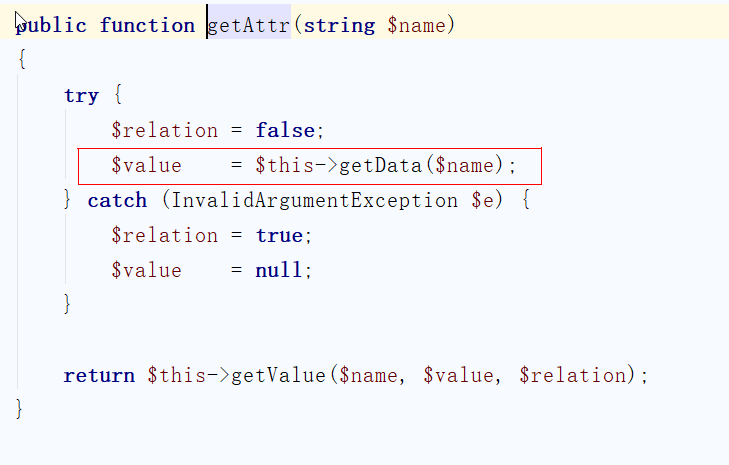 public function getAttr(string $name)
{
    try {
        $relation = false;
        $value    = $this->getData($name);
    } catch (InvalidArgumentException $e) {
        $relation = true;
        $value    = null;
    }

    return $this->getValue($name, $value, $relation);
}